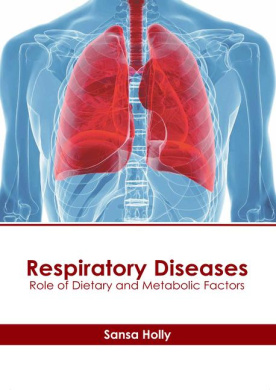 Respiratory Diseases
Role of Dietary and Metabolic Factors
Sansa Holly